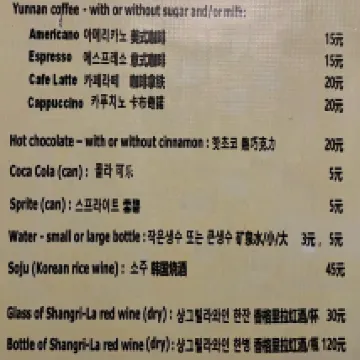 Yunnan coffee - with or without sugar and/or milk:
Americano 아메리카노 美式咖啡 15元
Espresso 에스프레소 意式咖啡 15元
Cafe Latte 카페라떼 咖啡拿铁 20元
Cappuccino 카푸치노 卡布奇诺 20元
Hot chocolate – with or without cinnamon : 핫초코 热巧克力 20元
Coca Cola (can) : 콜라 可乐 5元
Sprite (can) : 스프라이트 雪碧 5元
Water - small or large bottle : 작은생수 또는 큰생수 矿泉水/小/大 3元 , 5元
Soju (Korean rice wine) : 소주 韩国烧酒 45元
Glass of Shangri-La red wine (dry) : 샹그릴라와인 한잔 香格里拉红酒/杯 30元
Bottle of Shangri-La red wine (dry) : 샹그릴라와인 한병 香格里拉红酒/瓶 120元